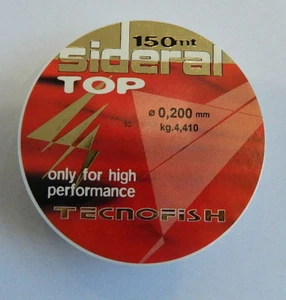 150mt
sideral
TOP
ø 0,200 mm
kg.4,410
only for high
performance
TECNOFISH